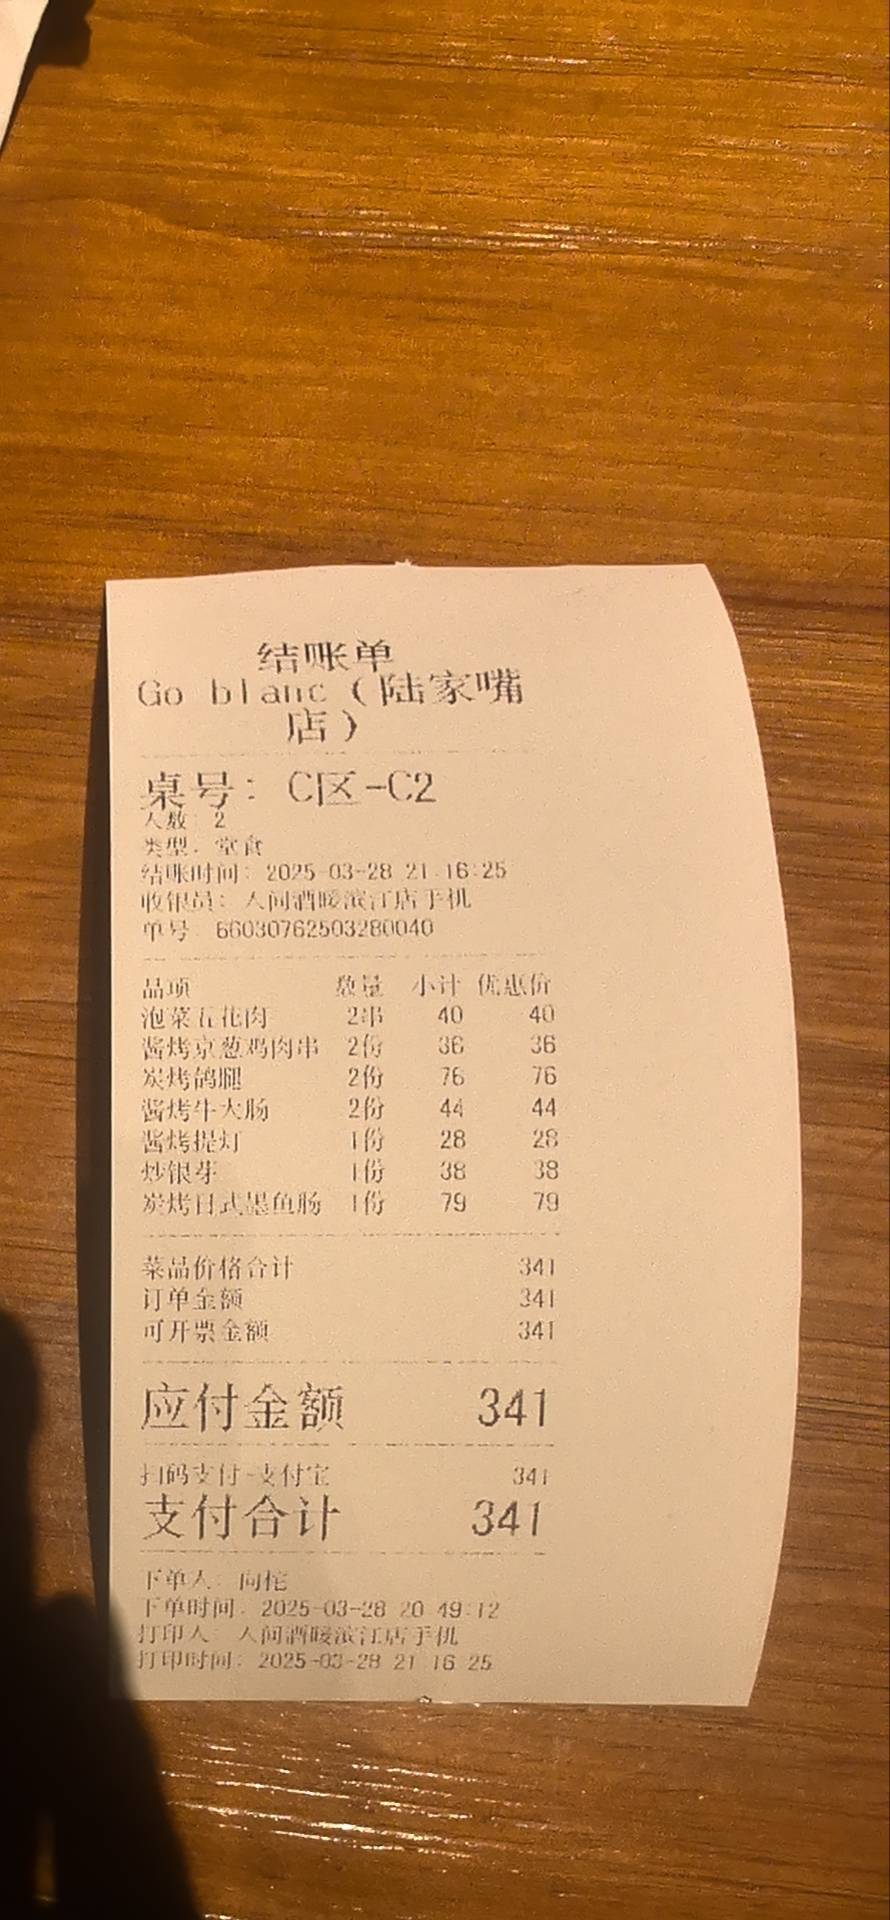 结账单
Go blanc（陆家嘴
店）
桌号：C区-C2
人数：2
类型：堂食
结账时间：2025-03-28 21:16:25
收银员：人间酒暖滨江店手机
单号：66030762503280040
品项 数量 小计 优惠价
泡菜五花肉 2串 40 40
酱烤京葱鸡肉串 2份 36 36
炭烤鸽腿 2份 76 76
酱烤牛大肠 2份 44 44
酱烤提灯 1份 28 28
炒银芽 1份 38 38
炭烤日式墨鱼肠 1份 79 79
菜品价格合计 341
订单金额 341
可开票金额 341
应付金额 341
扫码支付-支付宝 341
支付合计 341
下单人：向
下单时间：2025-03-28 20:49:12
打印人：人间酒暖滨江店手机
打印时间：2025-03-28 21:16:25